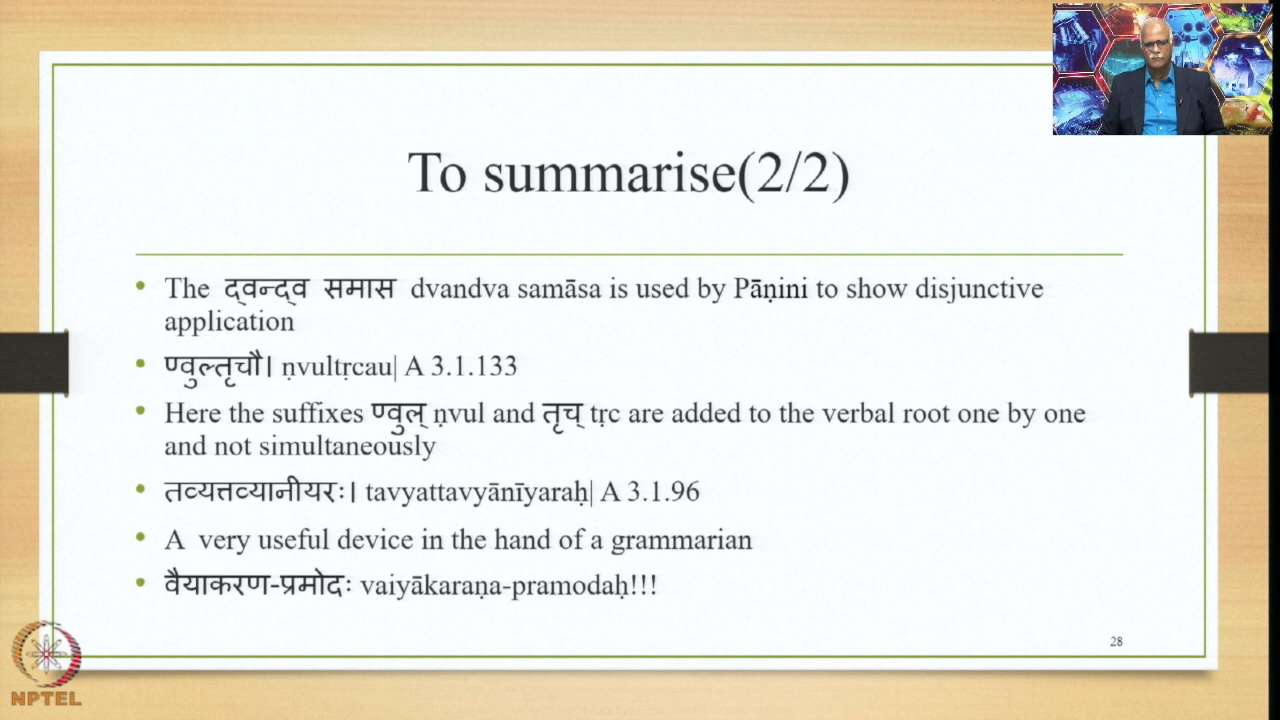 To summarise(2/2)
The द्वन्द्व समास dvandva samāsa is used by Pāṇini to show disjunctive
application
ण्वुल्तृचौ। ṇvultṛcau| A 3.1.133
Here the suffixes ण्वुल् ṇvul and तृच् tṛc are added to the verbal root one by one
and not simultaneously
तव्यत्तव्यानीयरः। tavyattavyānīyaraḥ| A 3.1.96
A very useful device in the hand of a grammarian
वैयाकरण-प्रमोदः vaiyākaraṇa-pramodaḥ!!!
28
NPTEL